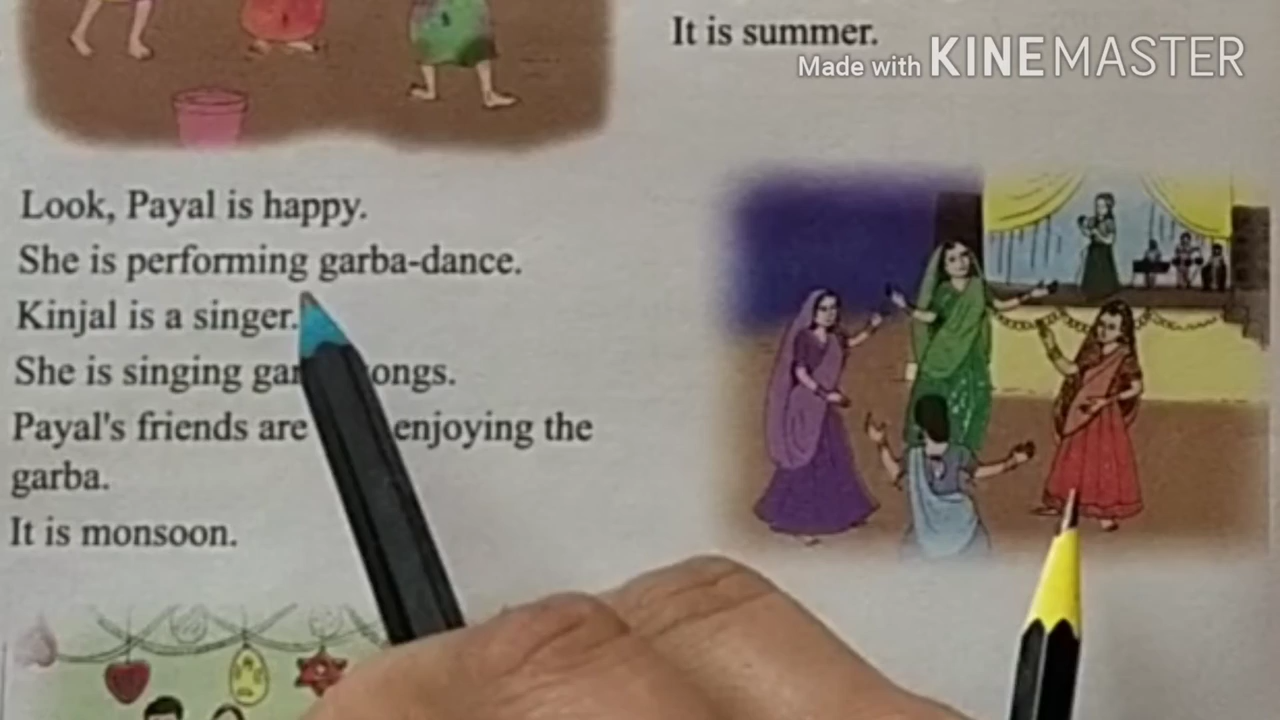 It is summer.
Made with KINEMASTER
Look, Payal is happy.
She is performing garba-dance.
Kinjal is a singer.
She is singing
Payal's friends are enjoying the
garba.
It is monsoon.